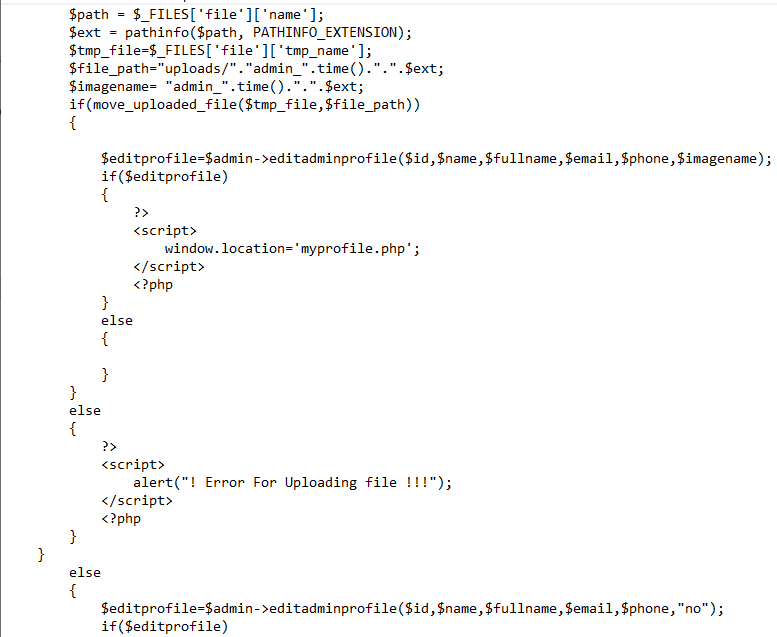 $path = $_FILES['file']['name'];
$ext = pathinfo($path, PATHINFO_EXTENSION);
$tmp_file=$_FILES['file']['tmp_name'];
$file_path="uploads/"."admin_".time().".".$ext;
$imagename= "admin_".time().".".$ext;
if(move_uploaded_file($tmp_file,$file_path))
{
$editprofile=$admin->editadminprofile($id,$name,$fullname,$email,$phone,$imagename);
if($editprofile)
{
?>
<script>
window.location='myprofile.php';
</script>
<?php
}
else
{
}
}
else
{
?>
<script>
alert("! Error For Uploading file !!!");
</script>
<?php
}
}
else
{
$editprofile=$admin->editadminprofile($id,$name,$fullname,$email,$phone,"no");
if($editprofile)